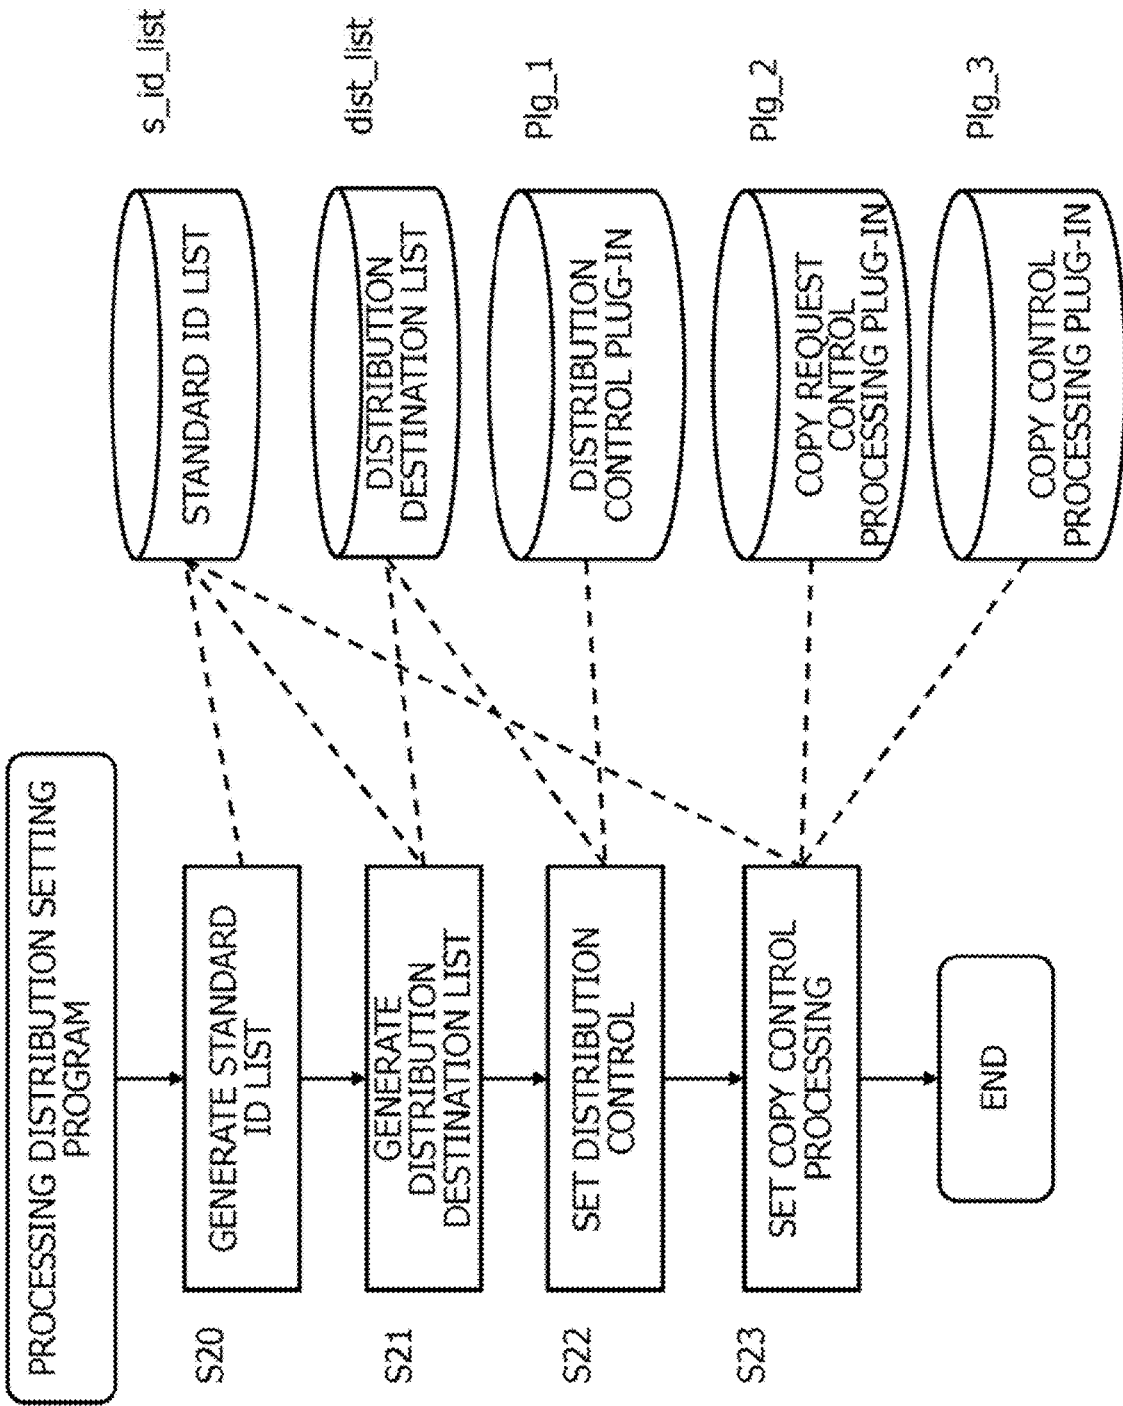 PROCESSING DISTRIBUTION SETTING
PROGRAM
S20
GENERATE STANDARD
ID LIST
STANDARD ID LIST
s_id_list
S21
GENERATE
DISTRIBUTION
DESTINATION LIST
DISTRIBUTION
DESTINATION LIST
dist_list
S22
SET DISTRIBUTION
CONTROL
DISTRIBUTION
CONTROL PLUG-IN
Plg_1
S23
SET COPY CONTROL
PROCESSING
COPY REQUEST
CONTROL
PROCESSING PLUG-IN
Plg_2
END
COPY CONTROL
PROCESSING PLUG-IN
Plg_3